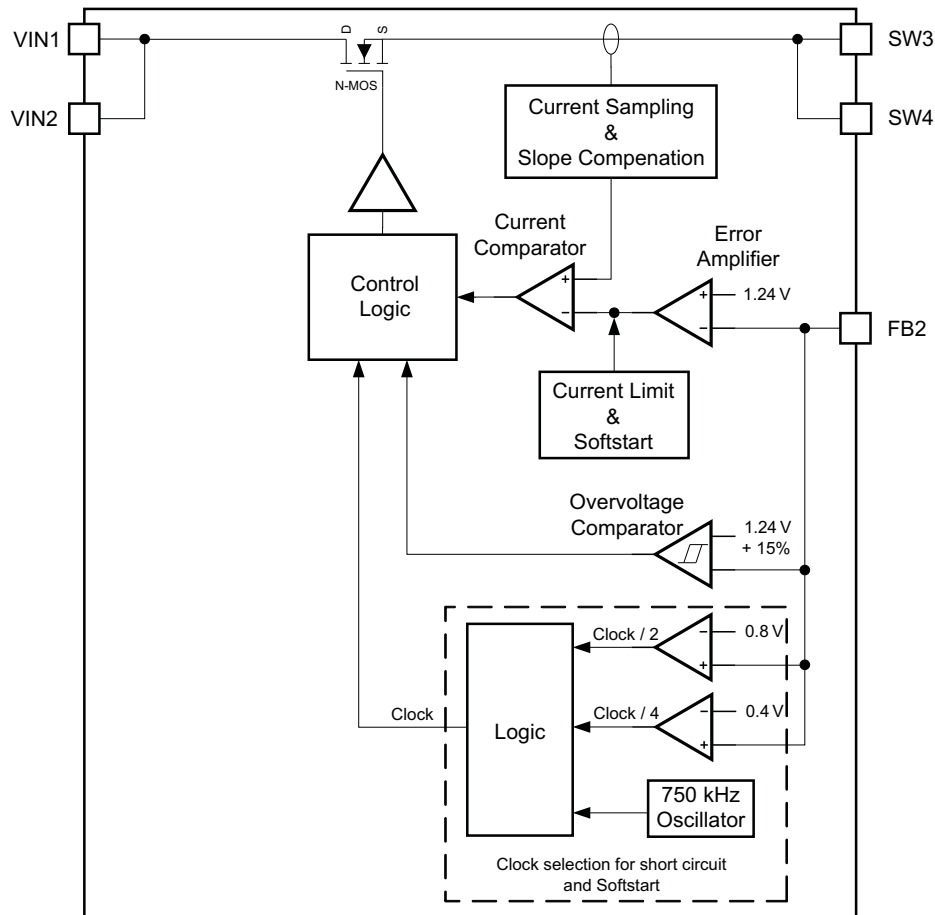 VIN1
D
S
SW3
N-MOS
VIN2
SW4
Current Sampling
&
Slope Compenation
Current
Comparator
Error
Amplifier
Control
Logic
+
−
+
1.24 V
−
FB2
Current Limit
&
Softstart
Overvoltage
Comparator
1.24 V
+ 15%
Clock / 2
−
0.8 V
+
Clock
Logic
Clock / 4
−
0.4 V
+
750 kHz
Oscillator
Clock selection for short circuit
and Softstart